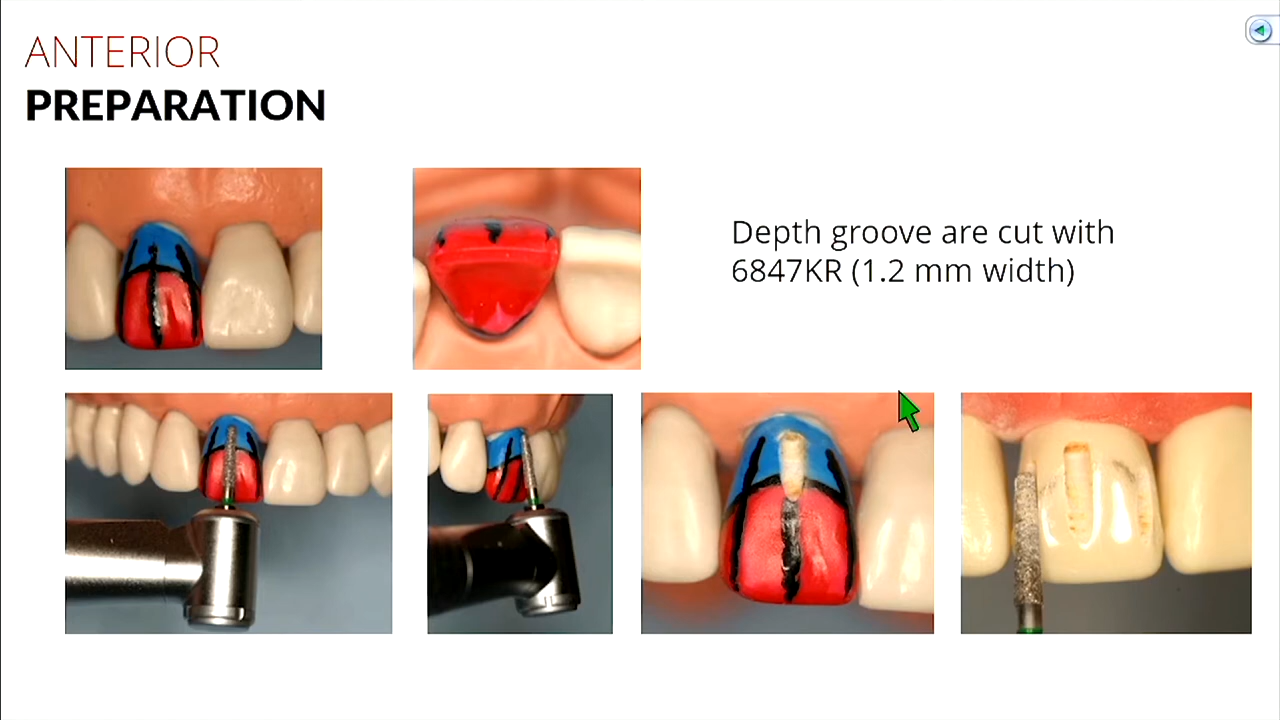 ANTERIOR
PREPARATION
Depth groove are cut with
6847KR (1.2 mm width)